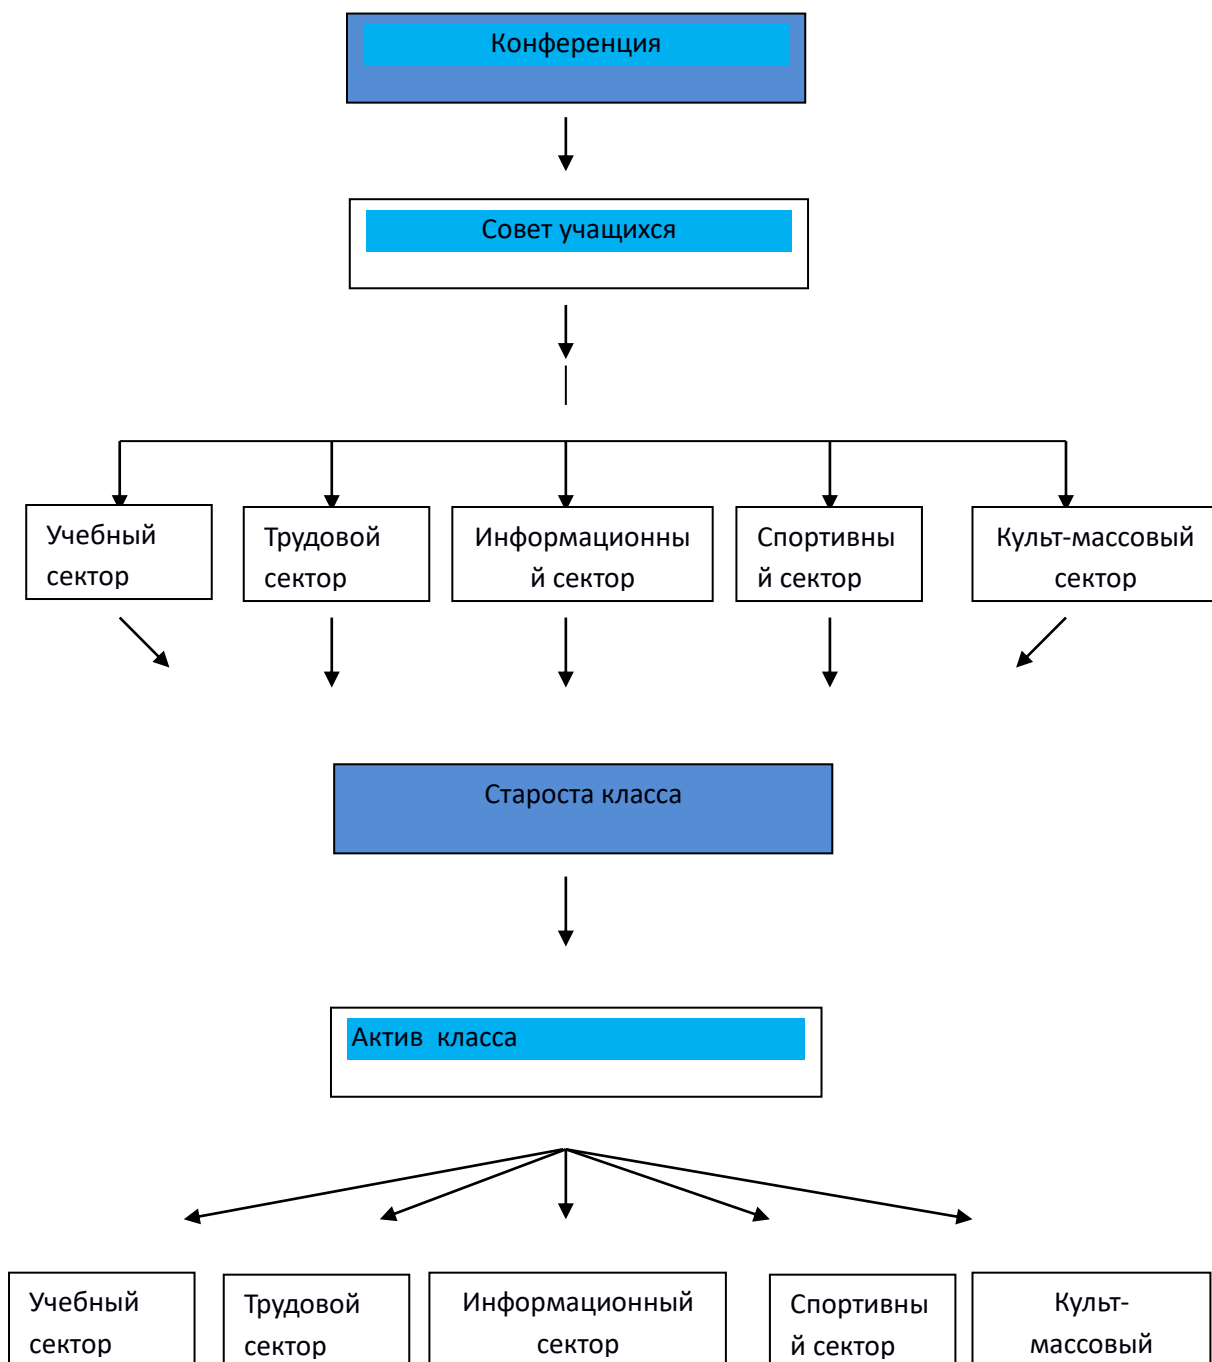 Конференция
Совет учащихся
Учебный
сектор
Трудовой
сектор
Информационны
й сектор
Спортивны
й сектор
Культ-массовый
сектор
Староста класса
Актив  класса
Учебный
сектор
Трудовой
сектор
Информационный
сектор
Спортивны
й сектор
Культ-
массовый